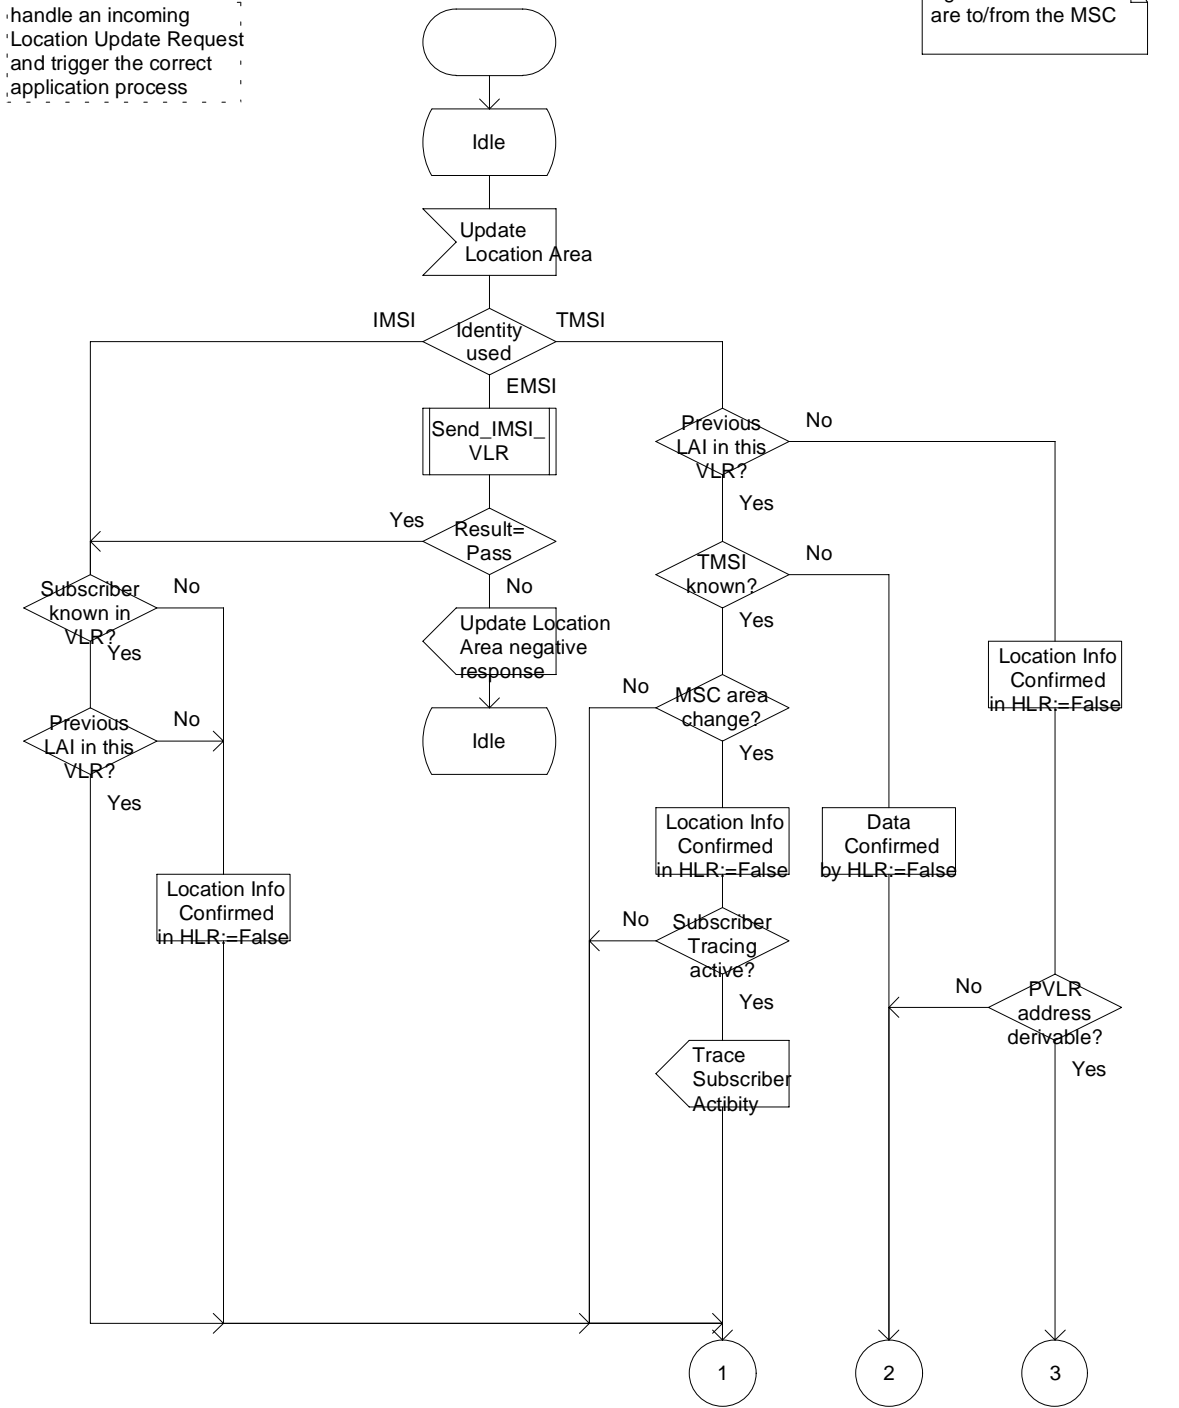 handle an incoming
Location Update Request
and trigger the correct
application process
are to/from the MSC
Idle
Update
Location Area
IMSI
Identity
used
TMSI
EMSI
Send_IMSI_
VLR
Previous
LAI in this
VLR?
No
Yes
Yes
Result=
Pass
No
TMSI
known?
No
Yes
Subscriber
known in
VLR?
No
Yes
Update Location
Area negative
response
Location Info
Confirmed
in HLR:=False
No
MSC area
change?
Yes
Previous
LAI in this
VLR?
No
Yes
Idle
Location Info
Confirmed
in HLR:=False
Data
Confirmed
by HLR:=False
Location Info
Confirmed
in HLR:=False
No
Subscriber
Tracing
active?
Yes
No
PVLR
address
derivable?
Yes
Trace
Subscriber
Actibity
1
2
3